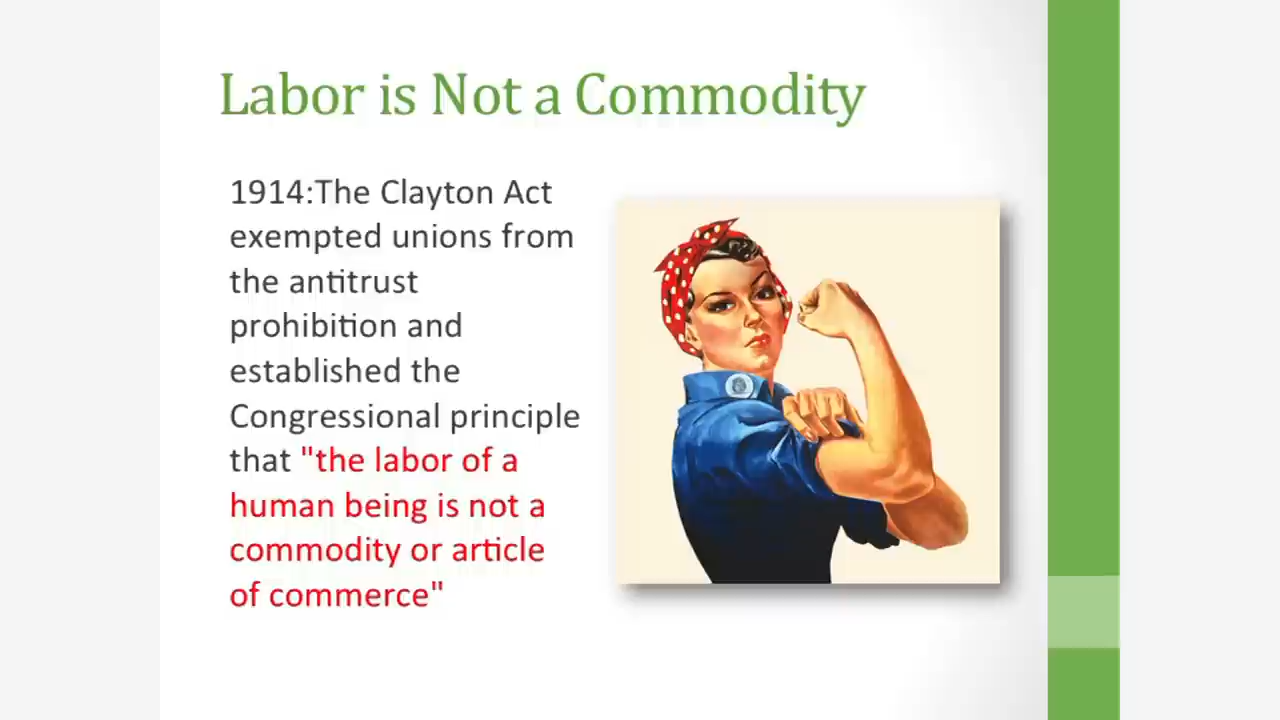 Labor is Not a Commodity
1914:The Clayton Act
exempted unions from
the antitrust
prohibition and
established the
Congressional principle
that "the labor of a
human being is not a
commodity or article
of commerce"